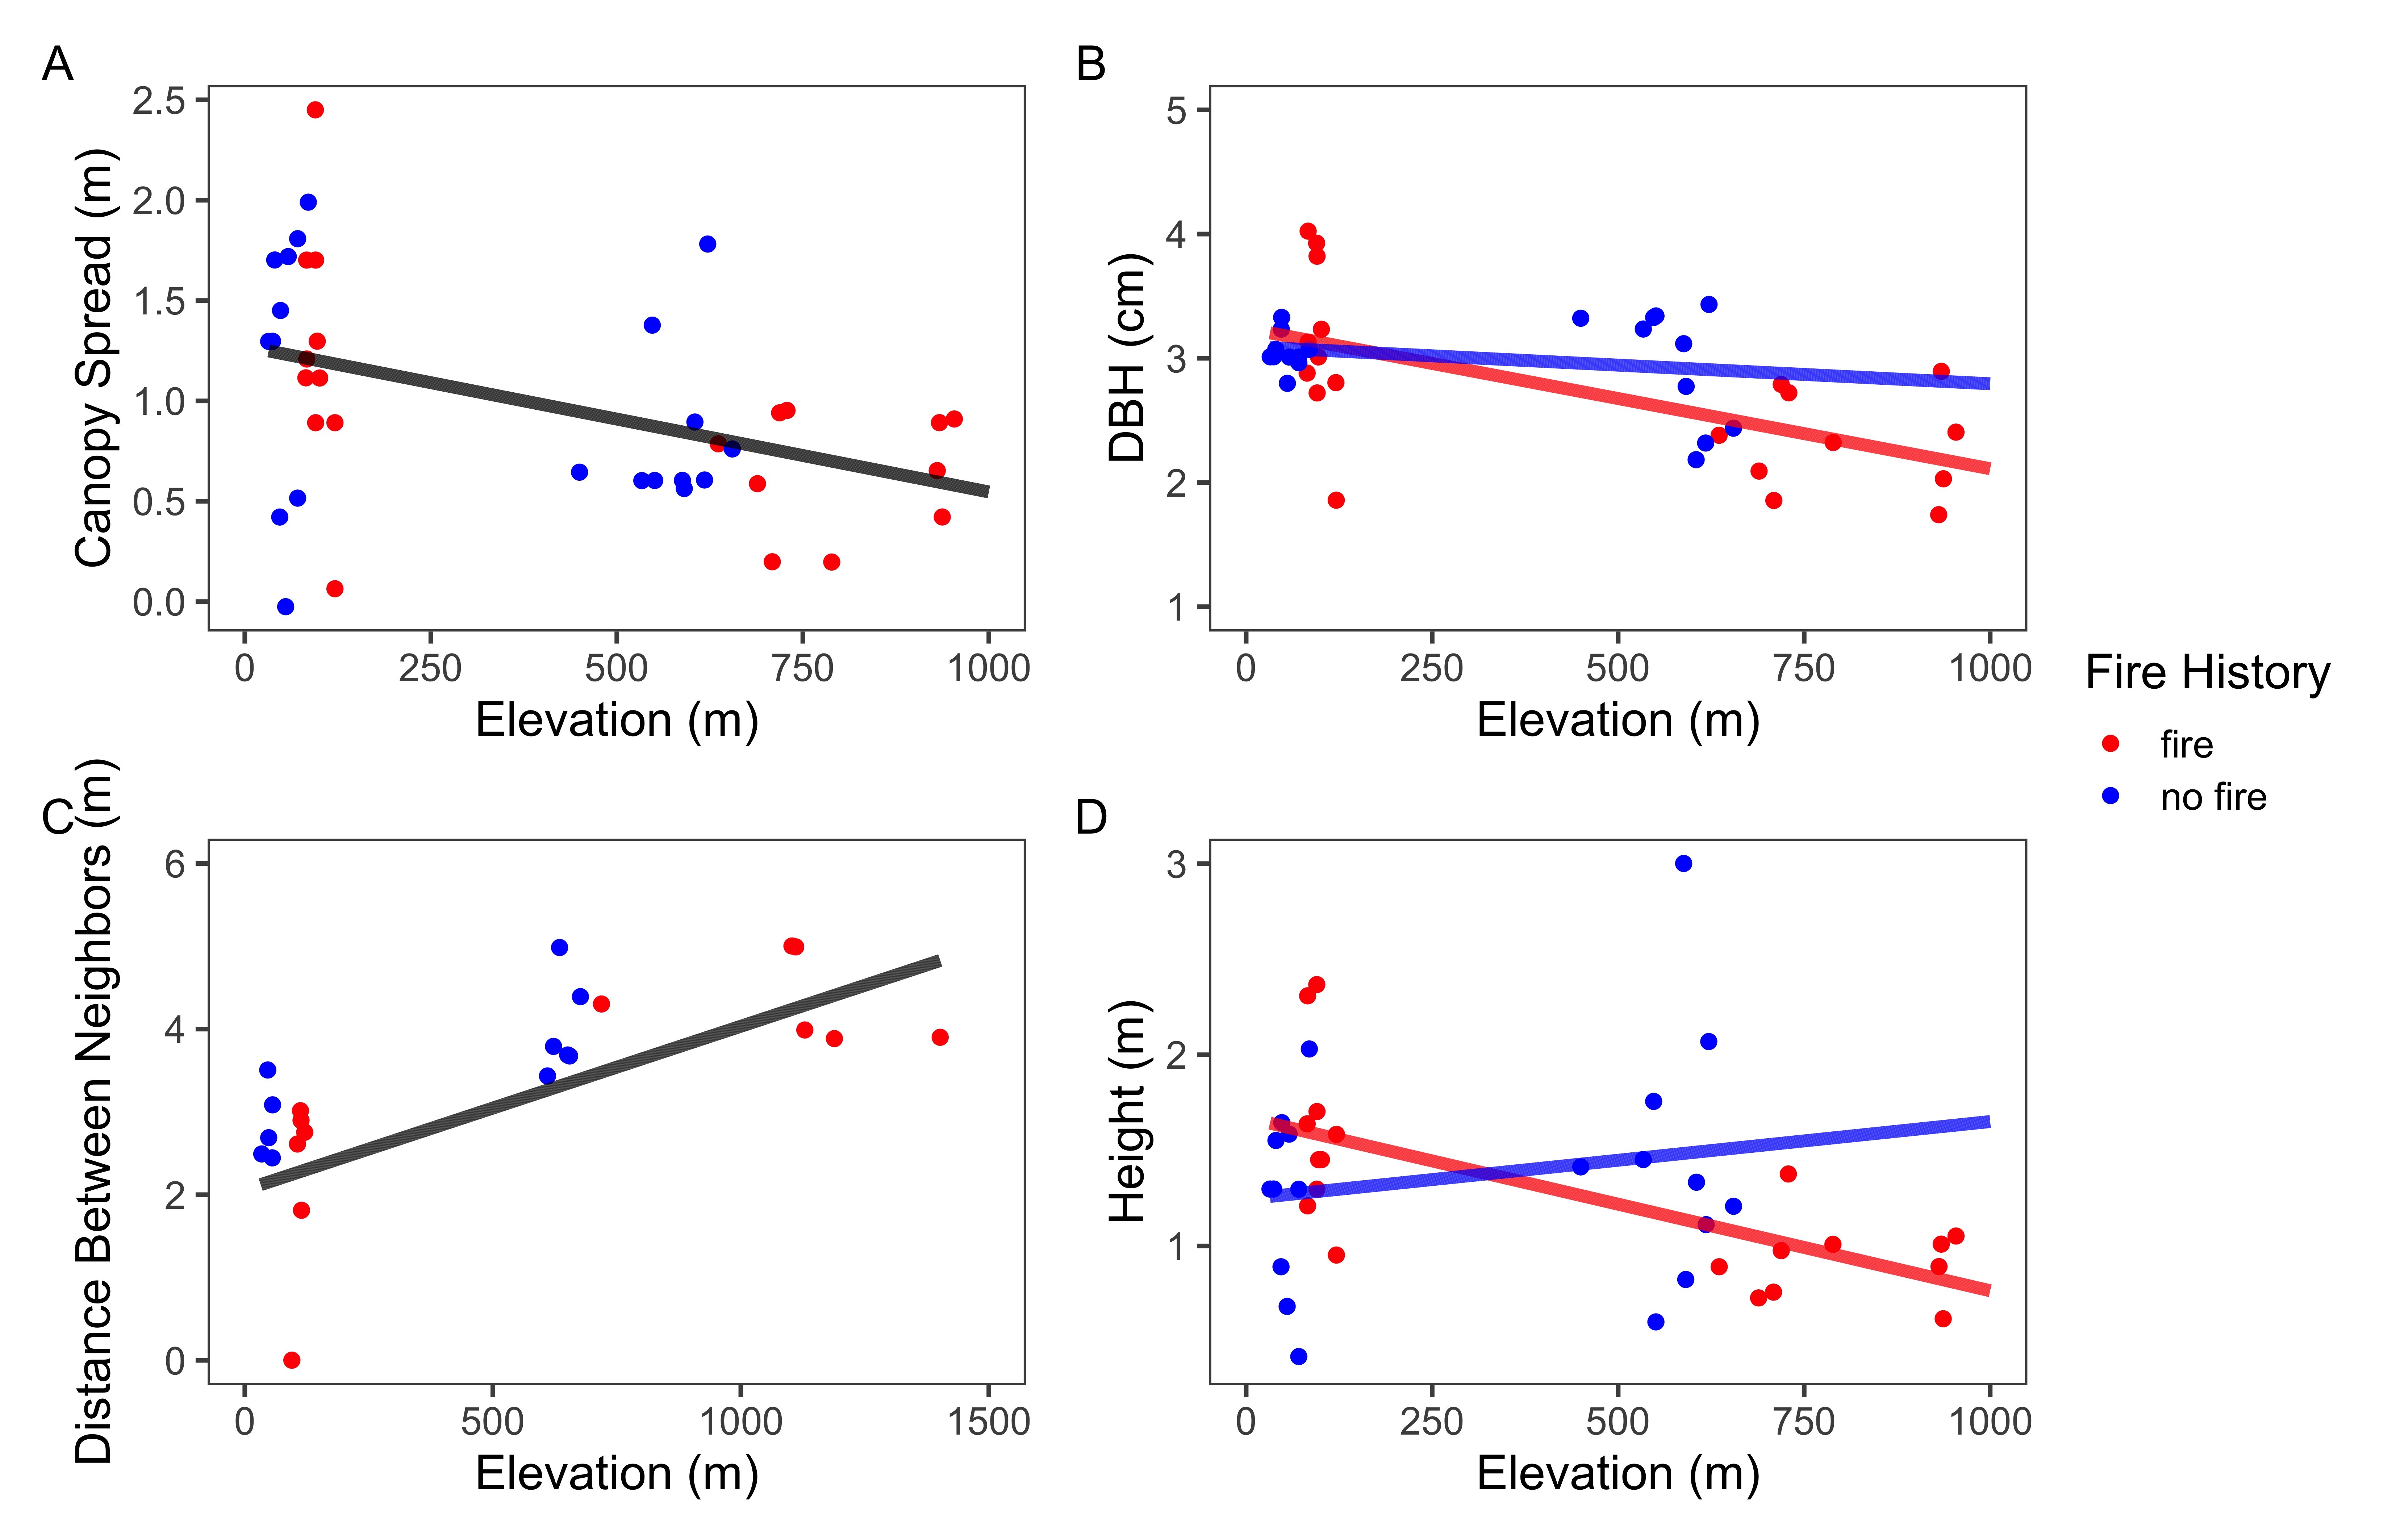 A
Canopy Spread (m)
2.5
2.0
1.5
1.0
0.5
0.0
0 250 500 750 1000
Elevation (m)
B
DBH (cm)
5
4
3
2
1
0 250 500 750 1000
Elevation (m)
Fire History
fire
no fire
C
Distance Between Neighbors (m)
6
4
2
0
0 500 1000 1500
Elevation (m)
D
Height (m)
3
2
1
0 250 500 750 1000
Elevation (m)